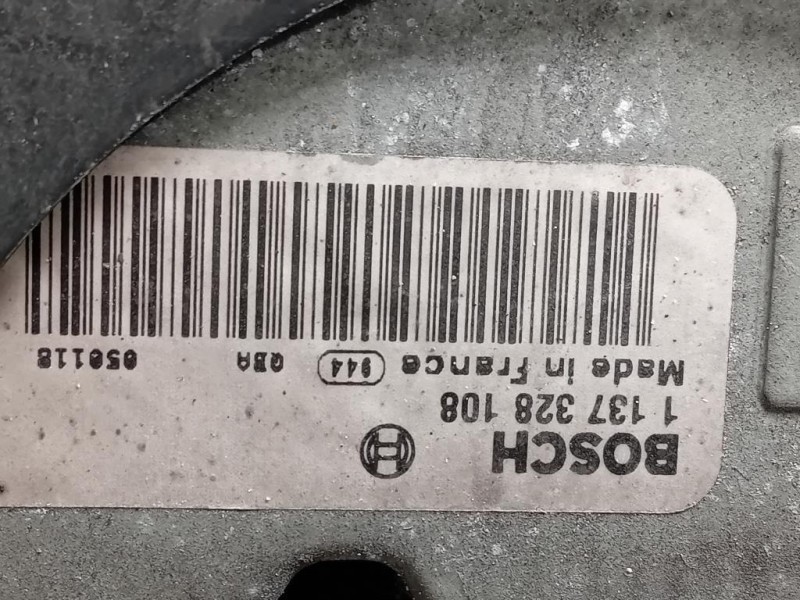 BOSCH
1 137 328 108
Made in France 944 QBA 050118